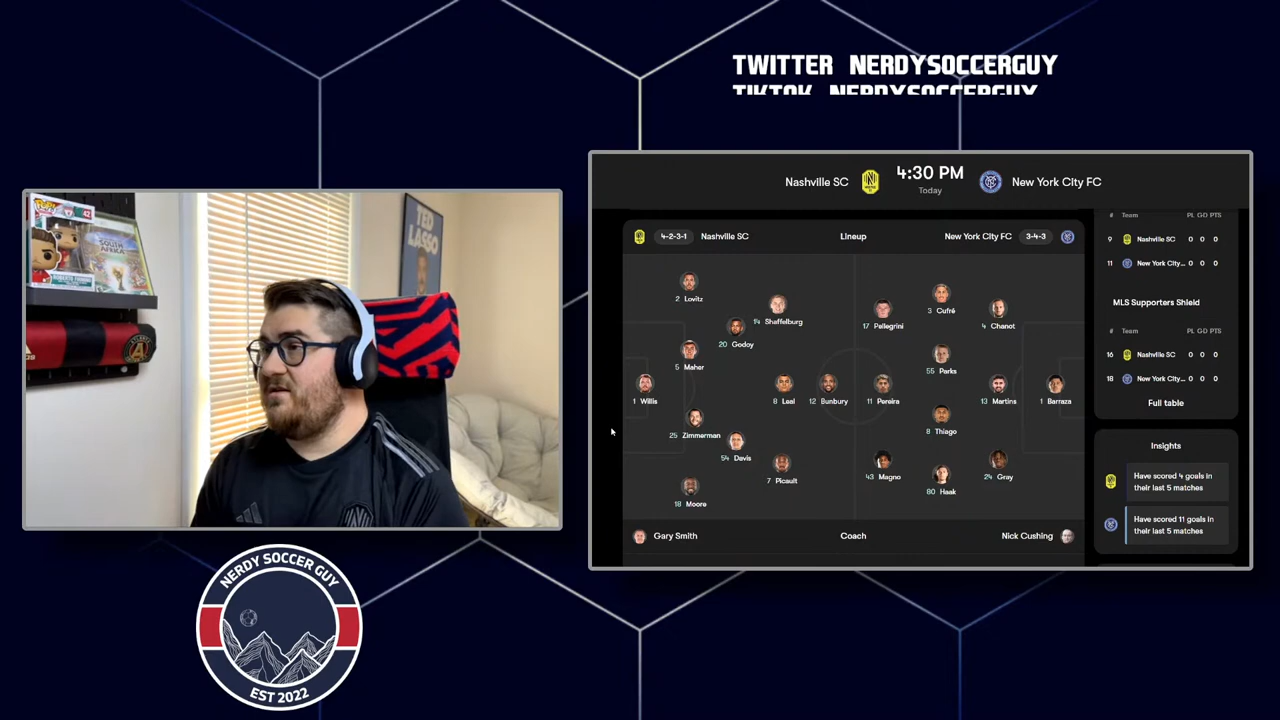 TWITTER NERDYSOCCERGUY
TIKTOK NERDYSOCCERGUY
Nashville SC
4:30 PM
Today
New York City FC
4-2-3-1
Nashville SC
Lineup
New York City FC
3-4-3
2 Lovitz
14 Shaffelburg
20 Godoy
5 Maher
1 Willis
8 Leal
12 Bunbury
25 Zimmerman
54 Davis
7 Picault
18 Moore
17 Pellegrini
3 Cufré
4 Chanot
55 Parks
11 Pereira
13 Martins
1 Barraza
8 Thiago
43 Magno
80 Haak
24 Gray
Gary Smith
Coach
Nick Cushing
# Team PL GD PTS
9 Nashville SC 0 0 0
11 New York City... 0 0 0
MLS Supporters Shield
# Team PL GD PTS
16 Nashville SC 0 0 0
18 New York City... 0 0 0
Full table
Insights
Have scored 4 goals in
their last 5 matches
Have scored 11 goals in
their last 5 matches
TED
LASSO
SOUTH
AFRICA
NERDY SOCCER GUY
EST 2022